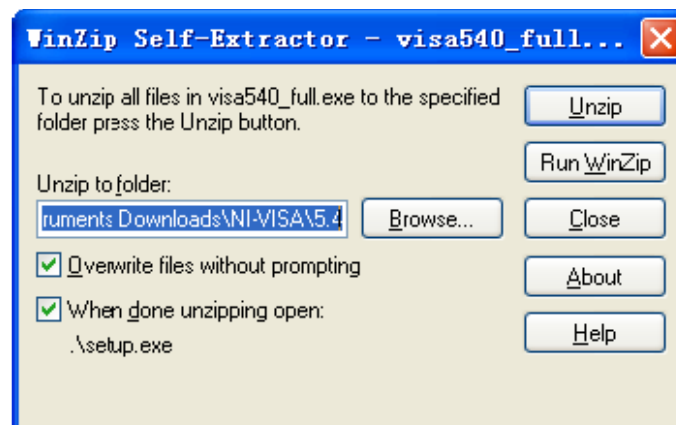 WinZip Self-Extractor - visa540_full...
To unzip all files in visa540_full.exe to the specified
folder press the Unzip button.
Unzip to folder:
ruments Downloads\NI-VISA\5.4
Browse...
Overwrite files without prompting
When done unzipping open:
.\setup.exe
Unzip
Run WinZip
Close
About
Help